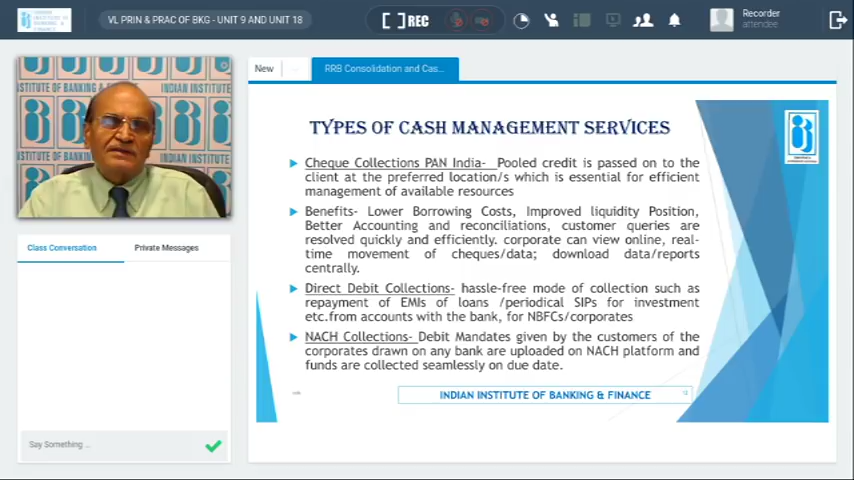 VL PRIN & PRAC OF BKG - UNIT 9 AND UNIT 18
REC
Recorder
attendee
New
RRB Consolidation and Cas...
INSTITUTE OF BANKING & FINANCE
INDIAN INSTITUTE
TYPES OF CASH MANAGEMENT SERVICES
Cheque Collections PAN India- Pooled credit is passed on to the
client at the preferred location/s which is essential for efficient
management of available resources
Benefits- Lower Borrowing Costs, Improved liquidity Position,
Better Accounting and reconciliations, customer queries are
resolved quickly and efficiently. corporate can view online, real-
time movement of cheques/data; download data/reports
centrally.
Direct Debit Collections- hassle-free mode of collection such as
repayment of EMIs of loans /periodical SIPs for investment
etc.from accounts with the bank, for NBFCs/corporates
NACH Collections- Debit Mandates given by the customers of the
corporates drawn on any bank are uploaded on NACH platform and
funds are collected seamlessly on due date.
INDIAN INSTITUTE OF BANKING & FINANCE
Class Conversation
Private Messages
Say Something ...